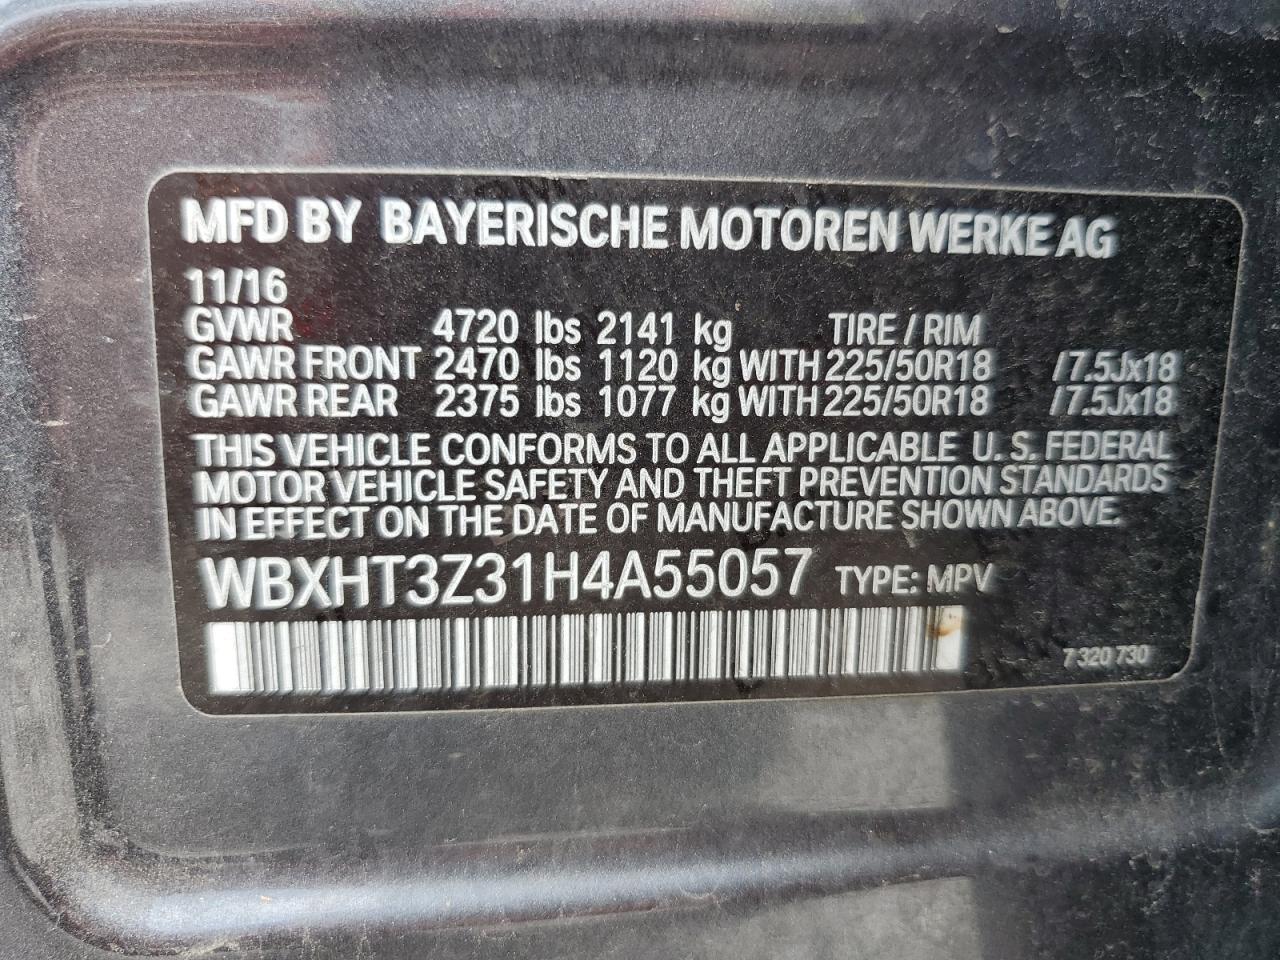 MFD BY BAYERISCHE MOTOREN WERKE AG
11/16
GVWR 4720 lbs 2141 kg TIRE / RIM
GAWR FRONT 2470 lbs 1120 kg WITH 225/50R18 /7.5Jx18
GAWR REAR 2375 lbs 1077 kg WITH 225/50R18 /7.5Jx18
THIS VEHICLE CONFORMS TO ALL APPLICABLE U. S. FEDERAL
MOTOR VEHICLE SAFETY AND THEFT PREVENTION STANDARDS
IN EFFECT ON THE DATE OF MANUFACTURE SHOWN ABOVE.
WBXHT3Z31H4A55057 TYPE: MPV
7 320 730